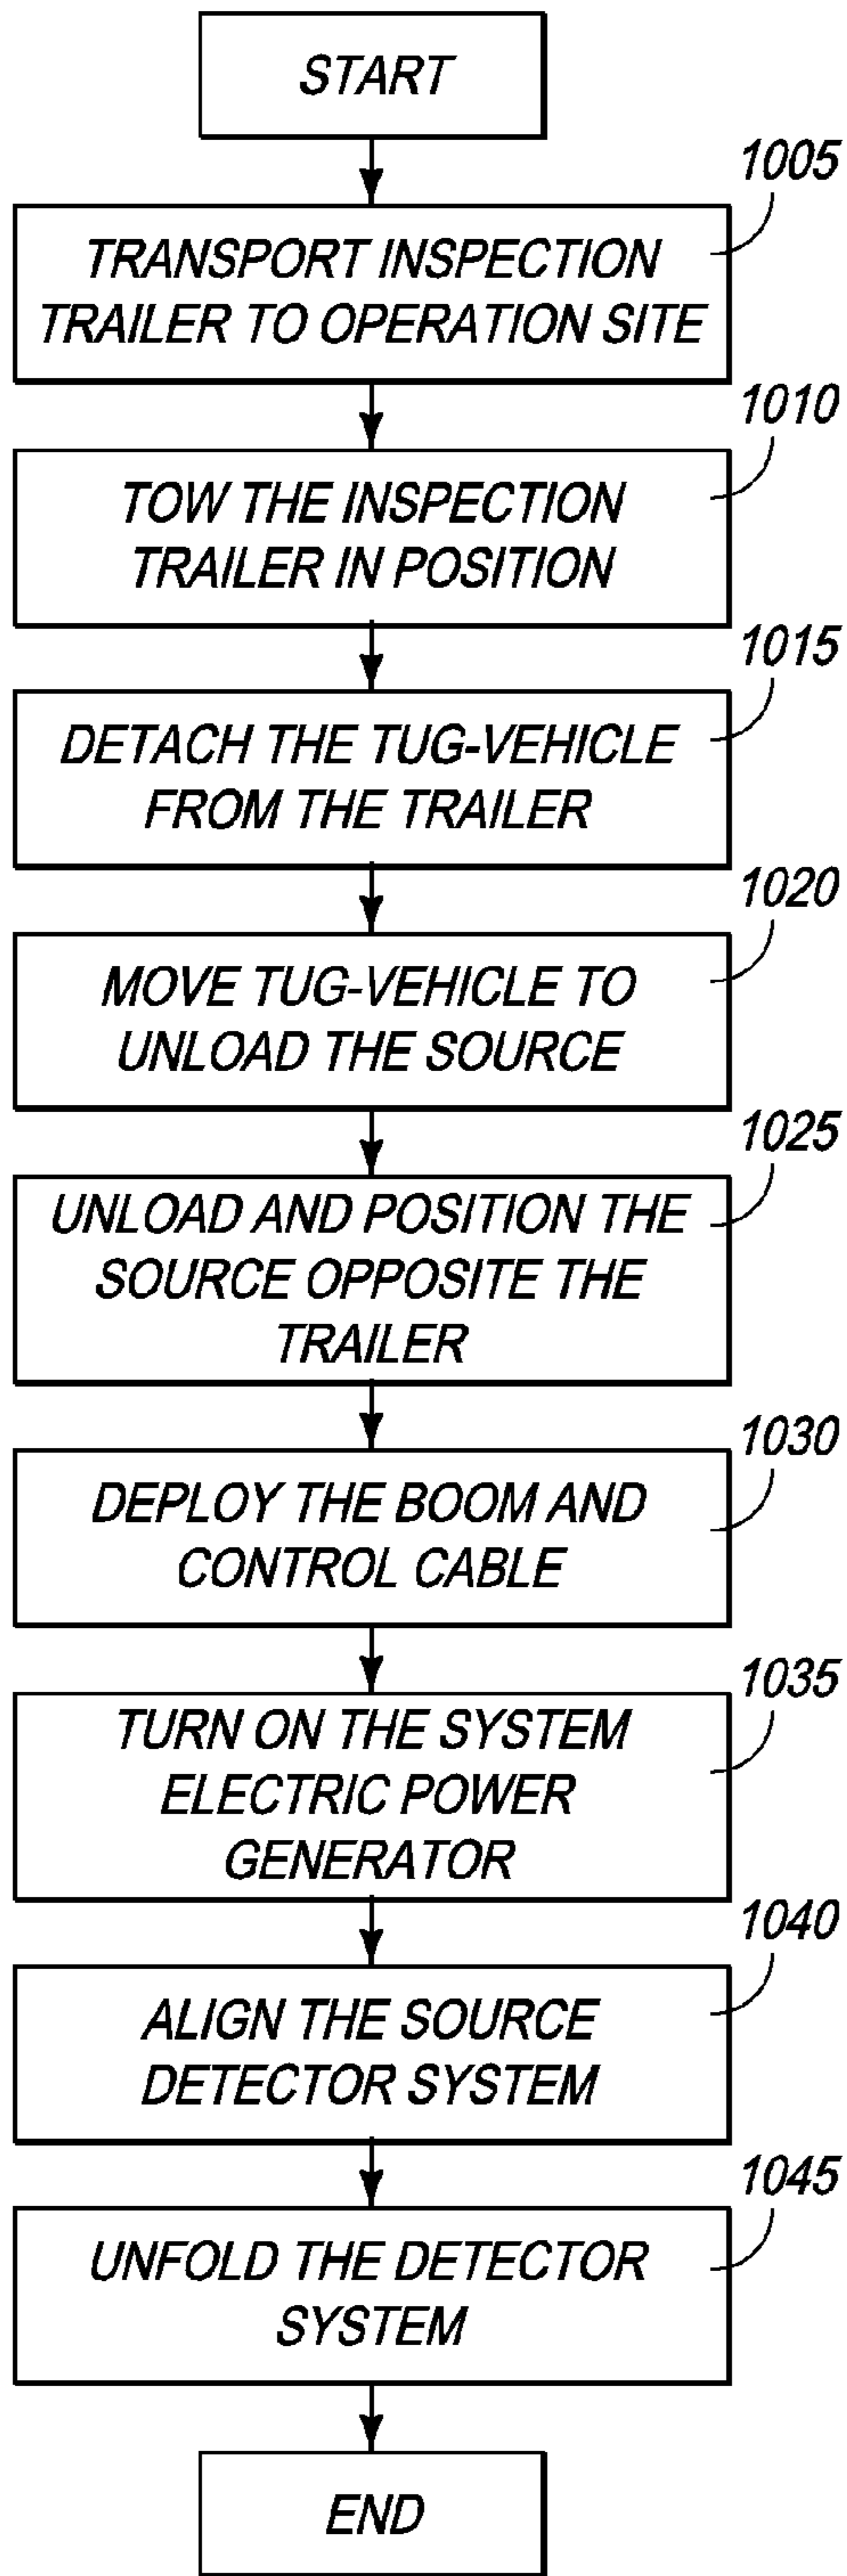 START
1005
TRANSPORT INSPECTION
TRAILER TO OPERATION SITE
1010
TOW THE INSPECTION
TRAILER IN POSITION
1015
DETACH THE TUG-VEHICLE
FROM THE TRAILER
1020
MOVE TUG-VEHICLE TO
UNLOAD THE SOURCE
1025
UNLOAD AND POSITION THE
SOURCE OPPOSITE THE
TRAILER
1030
DEPLOY THE BOOM AND
CONTROL CABLE
1035
TURN ON THE SYSTEM
ELECTRIC POWER
GENERATOR
1040
ALIGN THE SOURCE
DETECTOR SYSTEM
1045
UNFOLD THE DETECTOR
SYSTEM
END